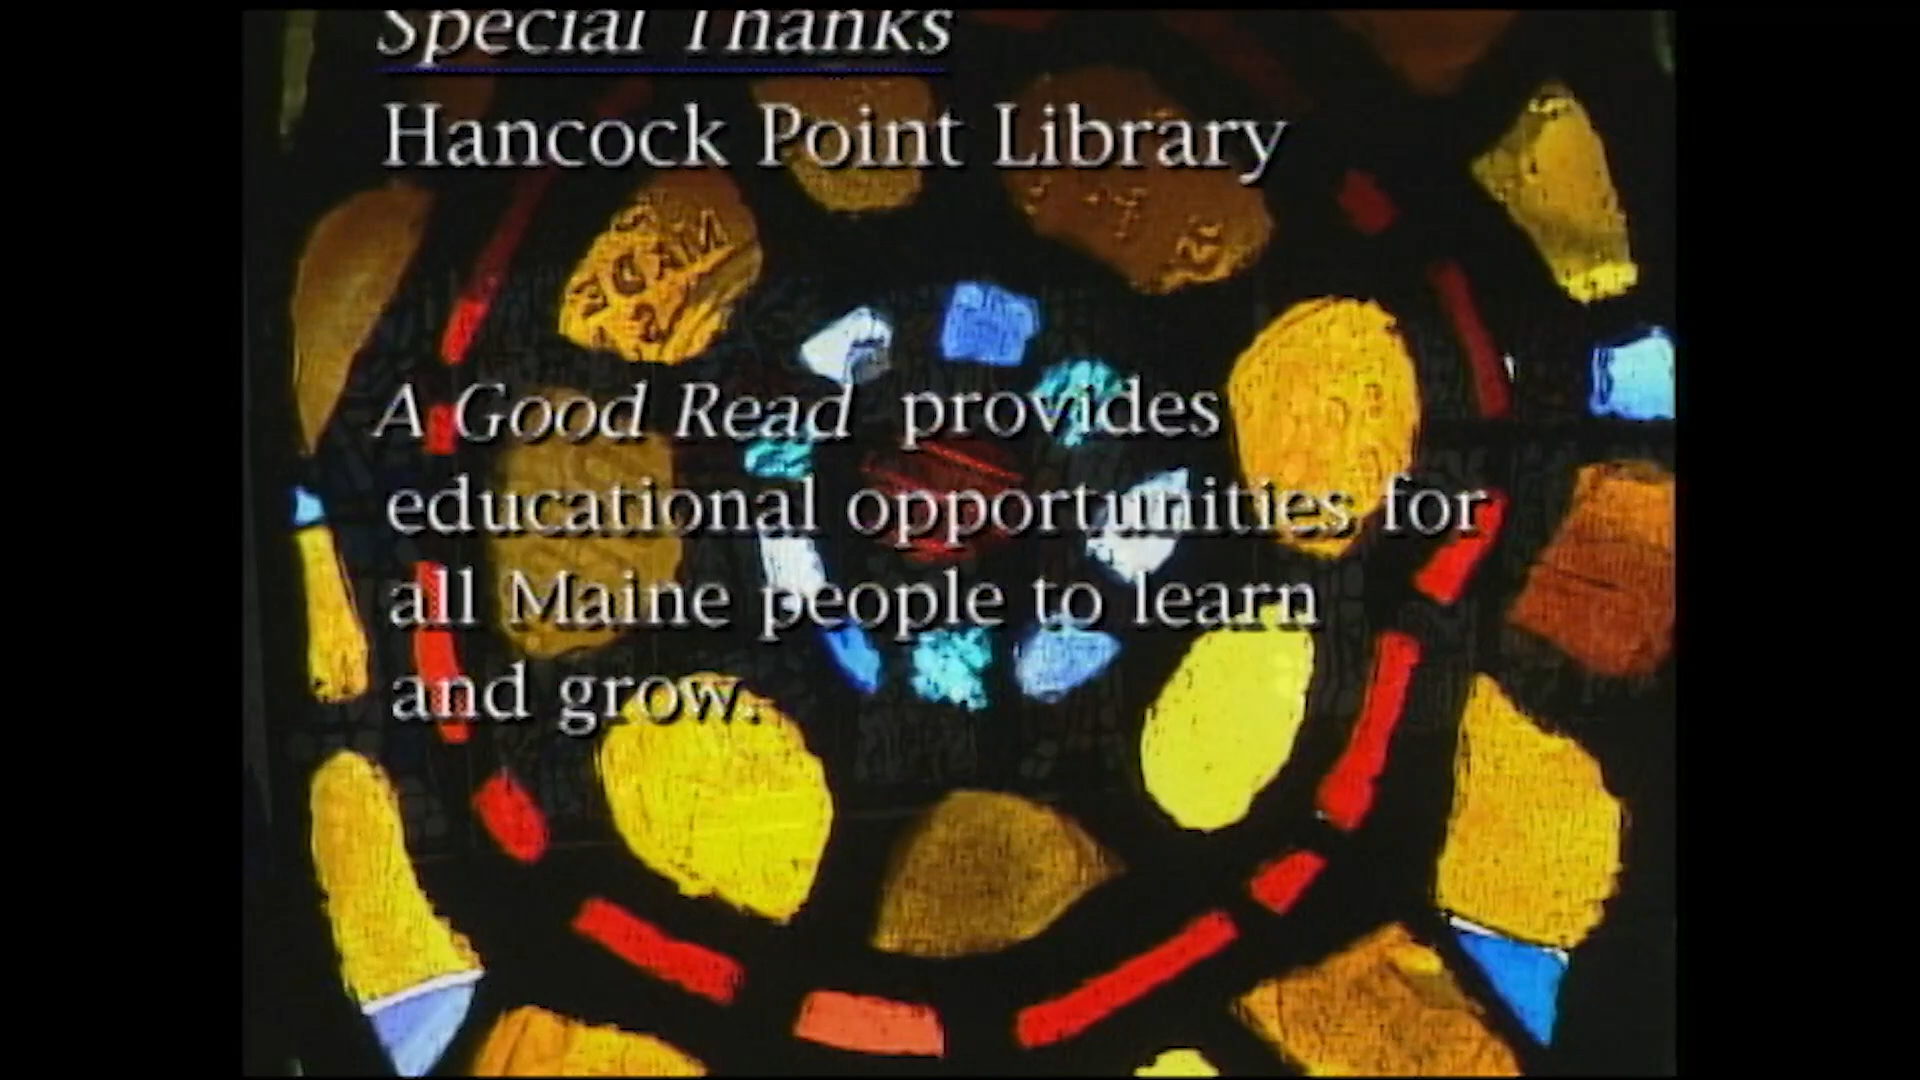 Special Thanks
Hancock Point Library
A Good Read provides
educational opportunities for
all Maine people to learn
and grow.